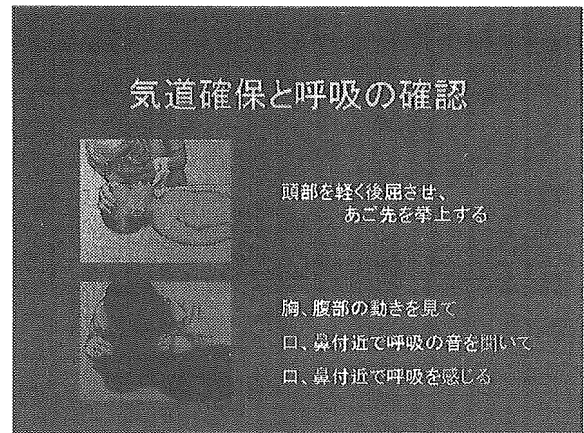 気道確保と呼吸の確認
頭部を軽く後屈させ、
あご先を挙上する
胸、腹部の動きを見て
口、鼻付近で呼吸の音を聞いて
口、鼻付近で呼吸を感じる